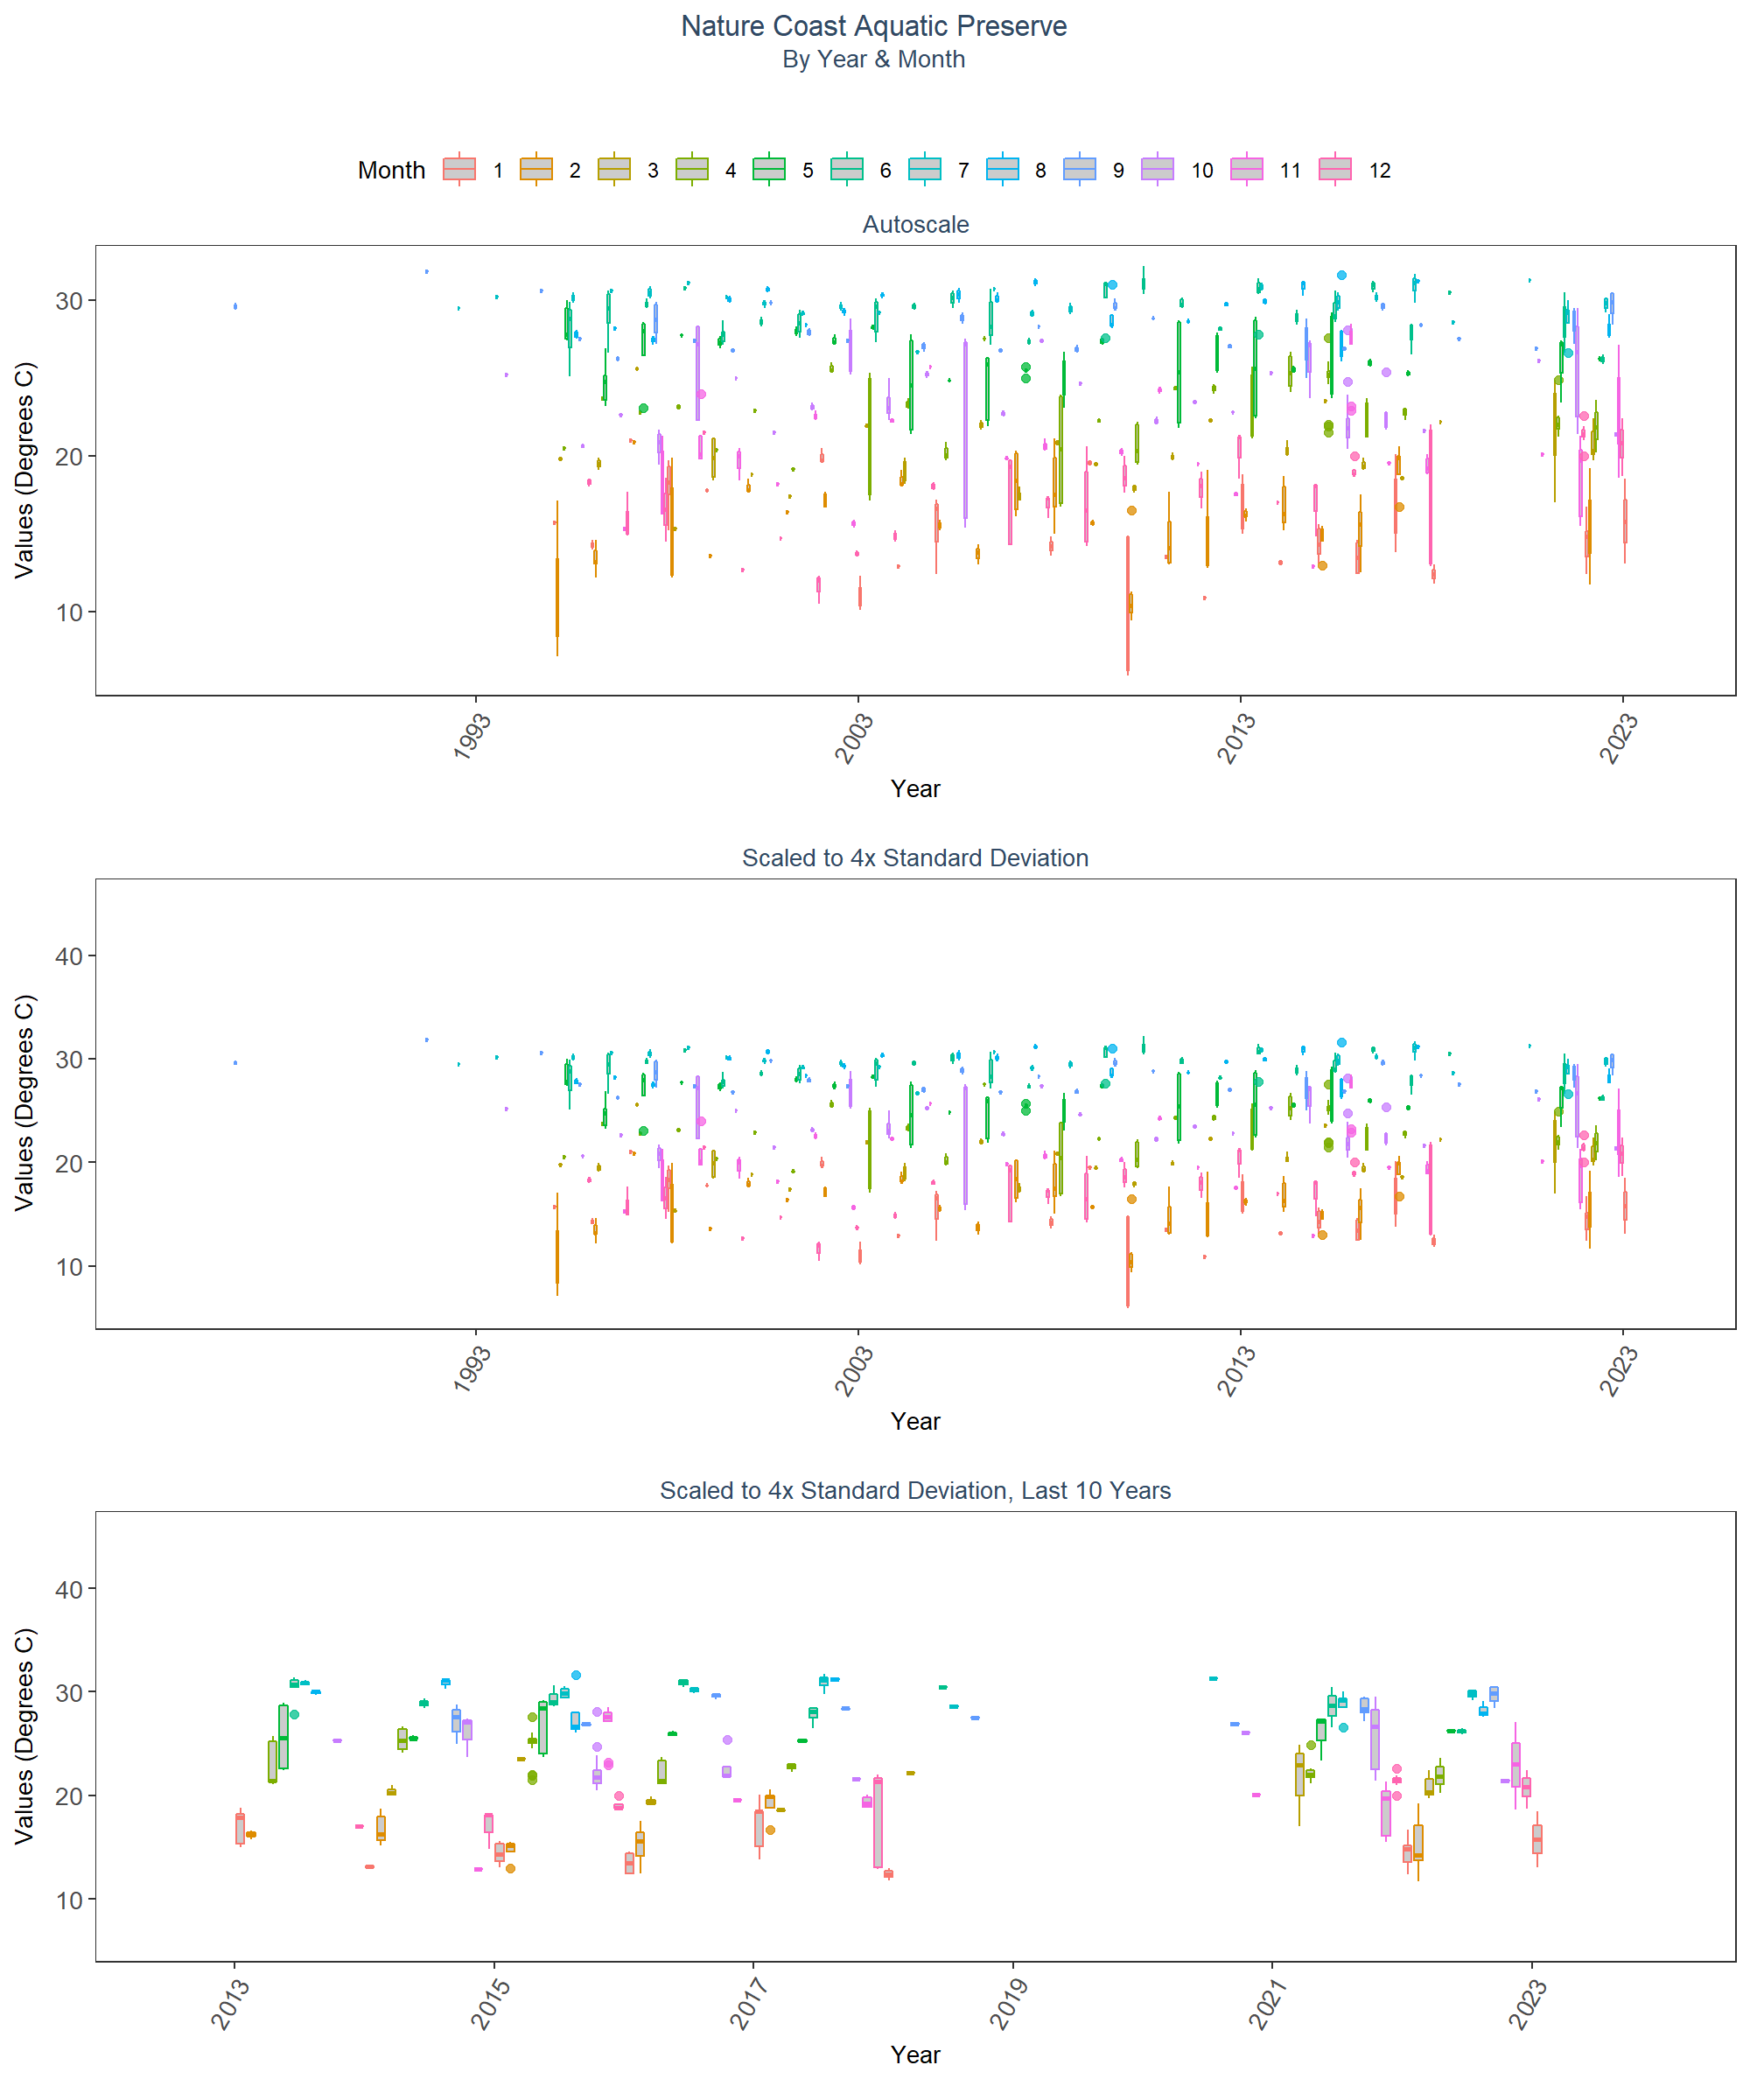 Nature Coast Aquatic Preserve
By Year & Month
Month 1 2 3 4 5 6 7 8 9 10 11 12
Autoscale
Values (Degrees C)
30
20
10
1993 2003 2013 2023
Year
Scaled to 4x Standard Deviation
Values (Degrees C)
40
30
20
10
1993 2003 2013 2023
Year
Scaled to 4x Standard Deviation, Last 10 Years
Values (Degrees C)
40
30
20
10
2013 2015 2017 2019 2021 2023
Year